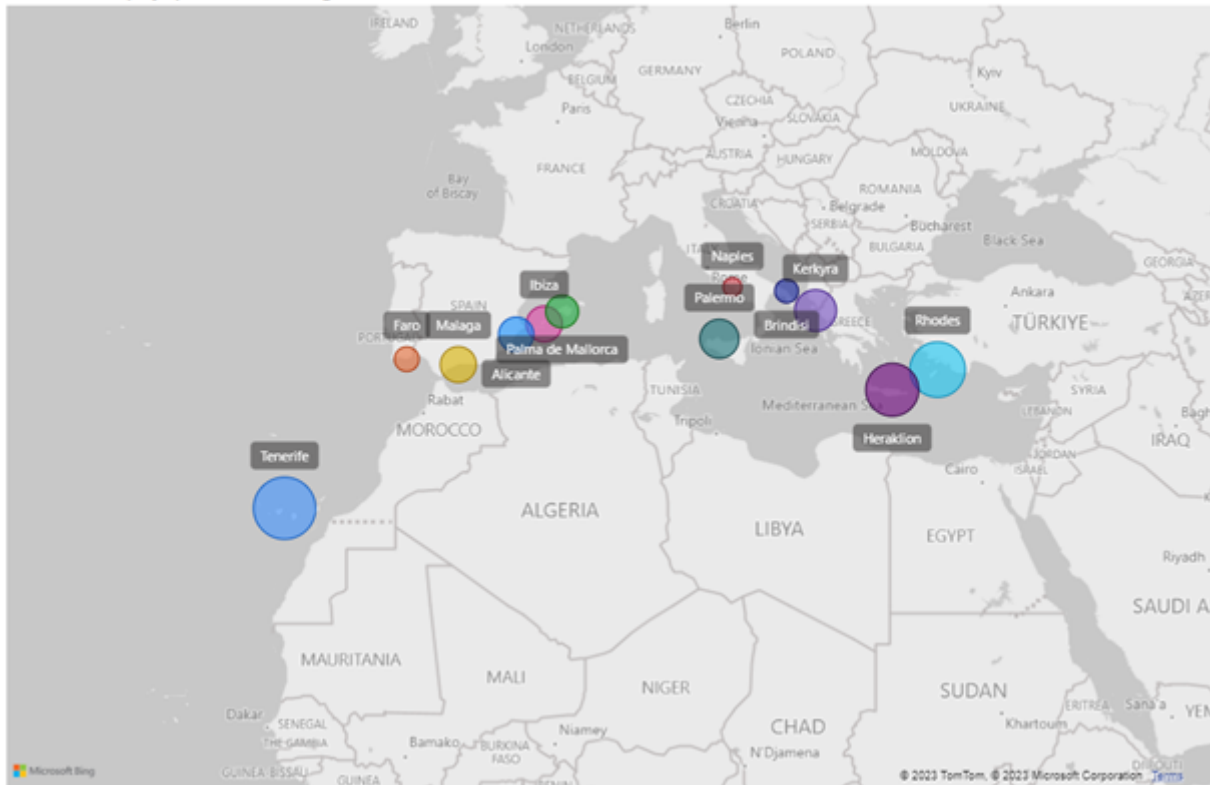 IRELAND
NETHERLANDS
Berlin
London
POLAND
BELGIUM
GERMANY
Kyiv
Paris
CZECHIA
UKRAINE
SLOVAKIA
Vienna
AUSTRIA
HUNGARY
MOLDOVA
FRANCE
Bay
of Biscay
ROMANIA
CROATIA
Belgrade
SERBIA
Bucharest
Black Sea
BULGARIA
Naples
Kerkyra
GEORGIA
Ibiza
Rome
Palermo
Ankara
SPAIN
Faro
Malaga
Brindisi
GREECE
Rhodes
TÜRKIYE
PORTUGAL
Palma de Mallorca
Ionian Sea
Alicante
TUNISIA
SYRIA
Rabat
Mediterranean Sea
LEBANON
MOROCCO
Tripoli
Heraklion
IRAQ
Tenerife
JORDAN
Cairo
ISRAEL
ALGERIA
LIBYA
EGYPT
Riyadh
SAUDI A
MAURITANIA
MALI
NIGER
SUDAN
ERITREA
Sana'a
YEM
Dakar
SENEGAL
CHAD
Khartoum
THE GAMBIA
Bamako
BURKINA
FASO
Niamey
N'Djamena
GUINEA-BISSAU
GUINEA
Microsoft Bing
© 2023 TomTom, © 2023 Microsoft Corporation Terms